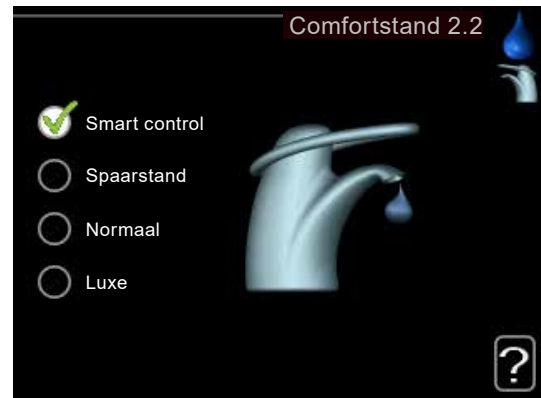 Comfortstand 2.2
Smart control
Spaarstand
Normaal
Luxe
?